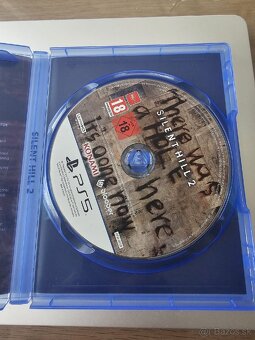 There was
a HOLE
here.
it's gone now
SILENT HILL 2
18
18
KONAMI
PS5
SILENT HILL 2